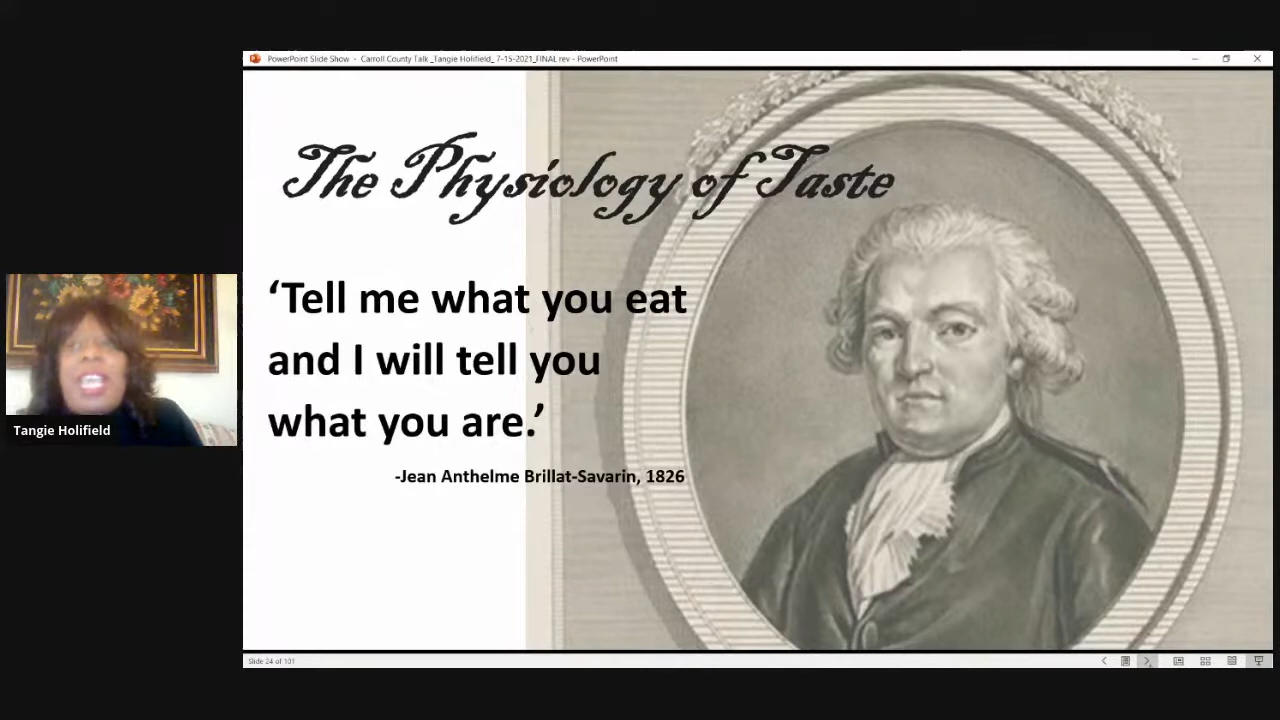 PowerPoint Slide Show - Carroll County Talk _Tangie Holifield_ 7-15-2021_FINAL rev - PowerPoint
The Physiology of Taste
‘Tell me what you eat
and I will tell you
what you are.’
-Jean Anthelme Brillat-Savarin, 1826
Tangie Holifield
Slide 24 of 101